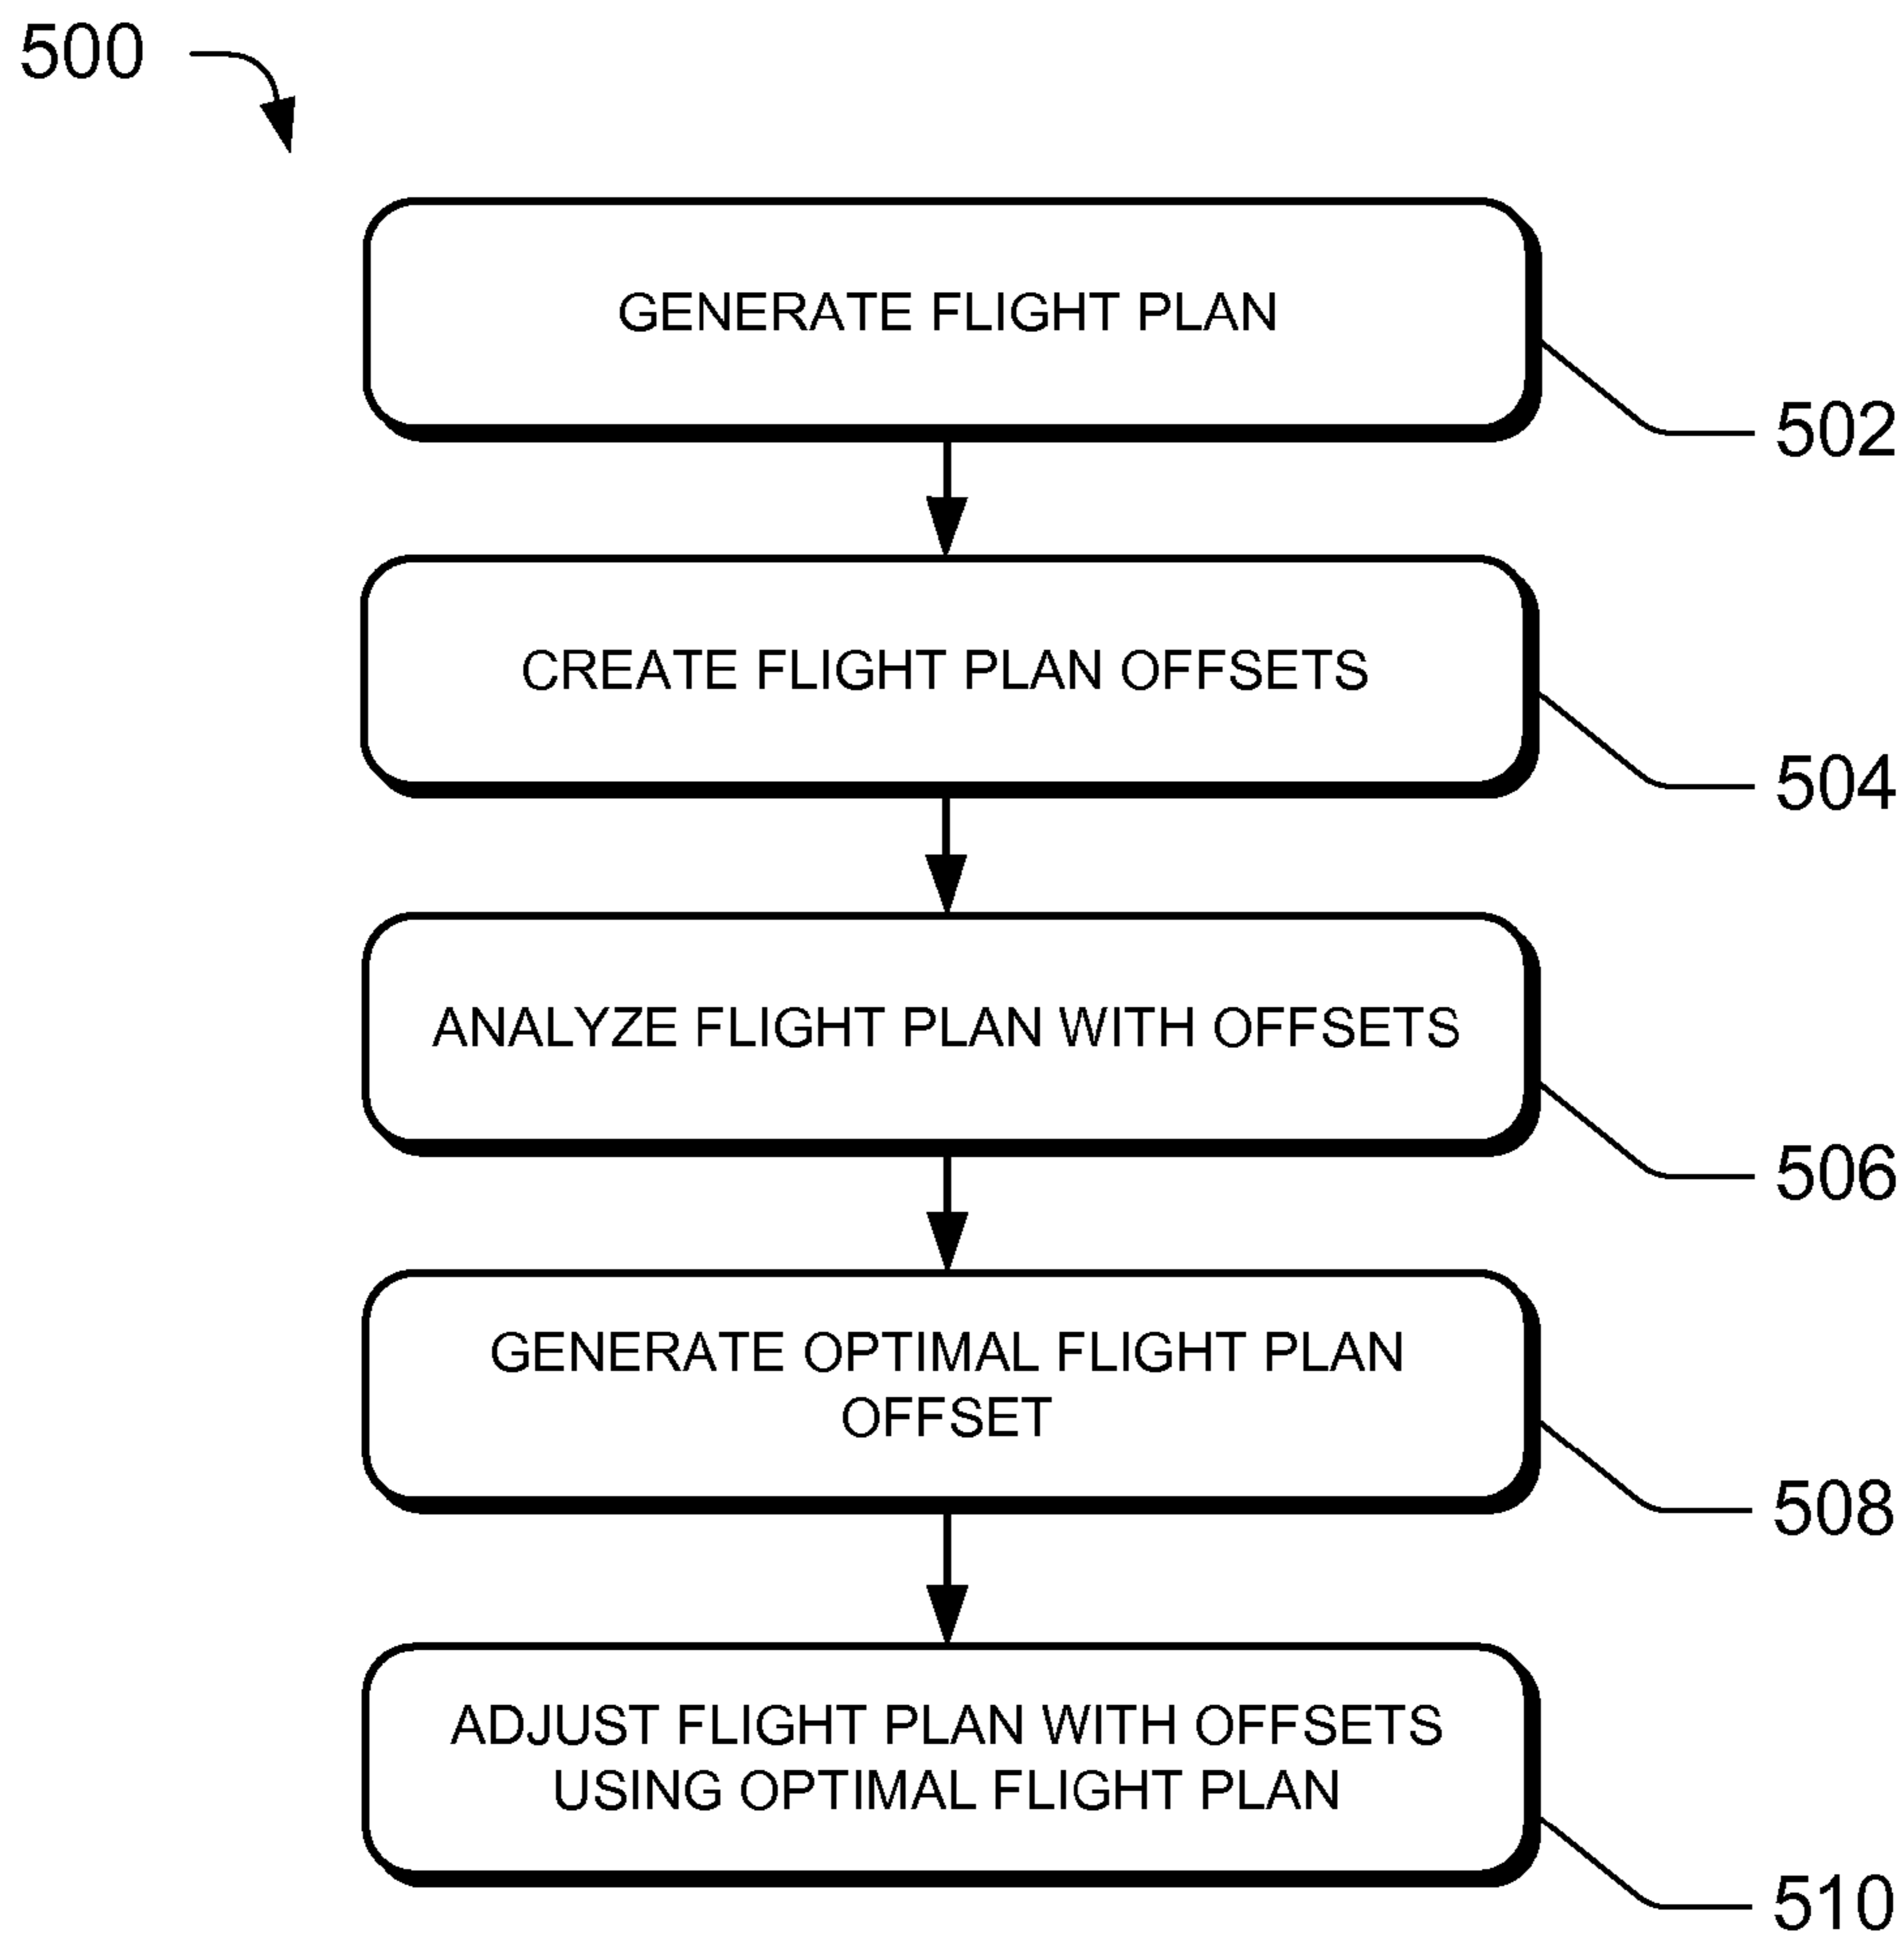 500
GENERATE FLIGHT PLAN
502
CREATE FLIGHT PLAN OFFSETS
504
ANALYZE FLIGHT PLAN WITH OFFSETS
506
GENERATE OPTIMAL FLIGHT PLAN
OFFSET
508
ADJUST FLIGHT PLAN WITH OFFSETS
USING OPTIMAL FLIGHT PLAN
510